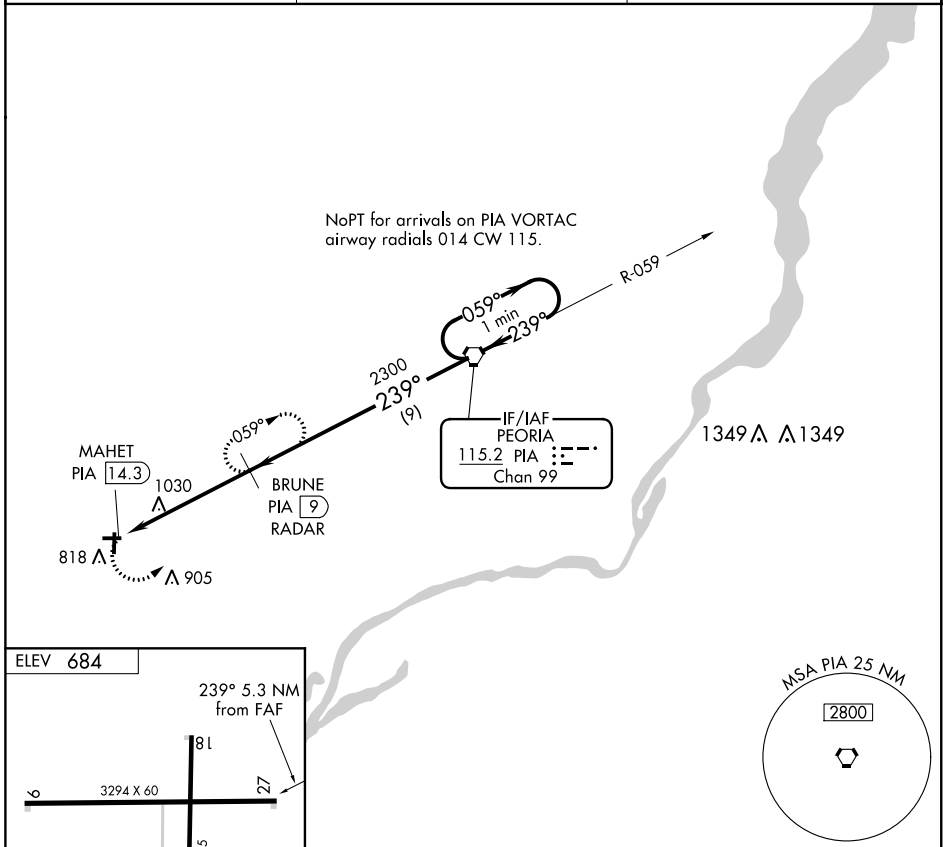 NoPT for arrivals on PIA VORTAC
airway radials 014 CW 115.
R-059
059°
1 min
239°
2300
239°
(9)
IF/IAF
PEORIA
115.2 PIA
Chan 99
1349 1349
059°
MAHET
PIA 14.3
1030
BRUNE
PIA 9
RADAR
818
905
ELEV 684
239° 5.3 NM
from FAF
18
9
3294 X 60
27
MSA PIA 25 NM
2800